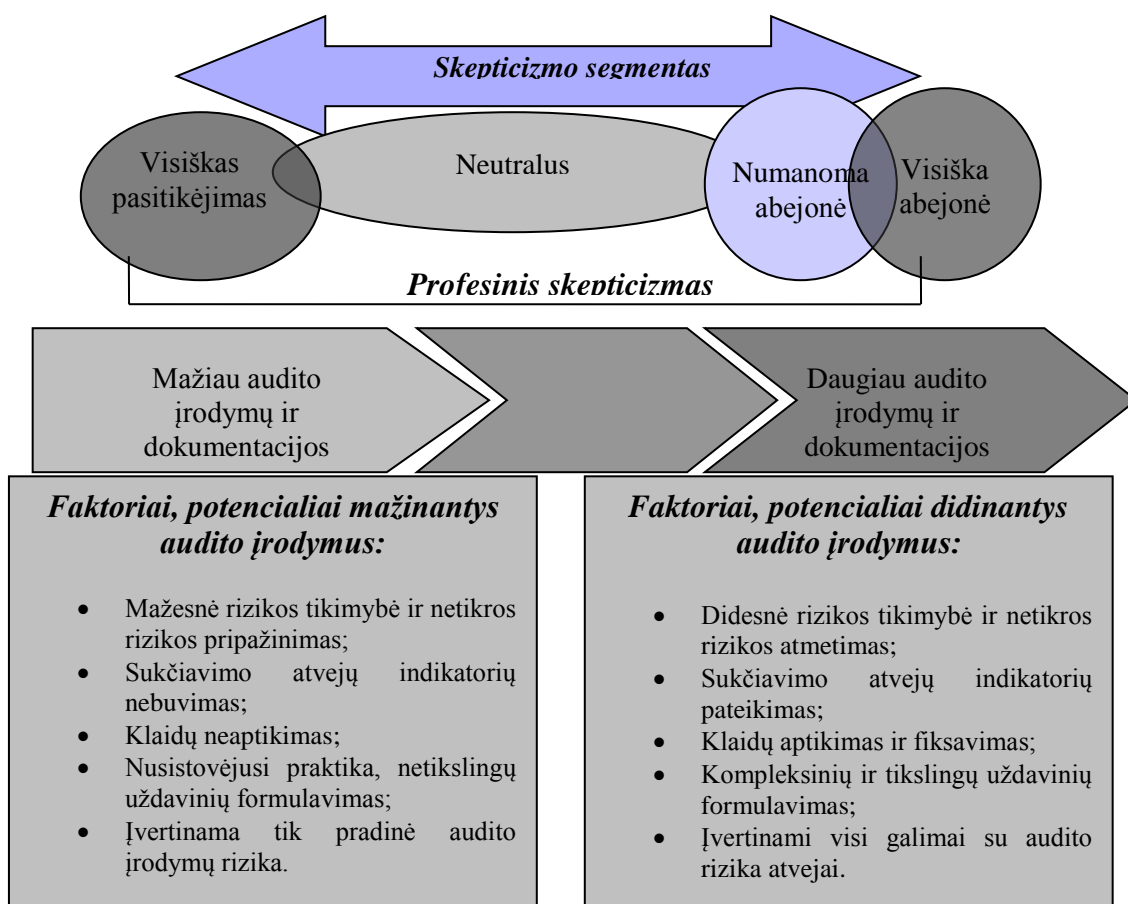 Skepticizmo segmentas
Visiškas
pasitikėjimas
Neutralus
Numanoma
abejonė
Visiška
abejonė
Profesinis skepticizmas
Mažiau audito
įrodymų ir
dokumentacijos
Daugiau audito
įrodymų ir
dokumentacijos
Faktoriai, potencialiai mažinantys
audito įrodymus:
• Mažesnė rizikos tikimybė ir netikros
rizikos pripažinimas;
• Sukčiavimo atvejų indikatorių
nebuvimas;
• Klaidų neaptikimas;
• Nusistovėjusi praktika, netikslingų
uždavinių formulavimas;
• Įvertinama tik pradinė audito
įrodymų rizika.
Faktoriai, potencialiai didinantys
audito įrodymus:
• Didesnė rizikos tikimybė ir netikros
rizikos atmetimas;
• Sukčiavimo atvejų indikatorių
pateikimas;
• Klaidų aptikimas ir fiksavimas;
• Kompleksinių ir tikslingų uždavinių
formulavimas;
• Įvertinami visi galimai su audito
rizika atvejai.